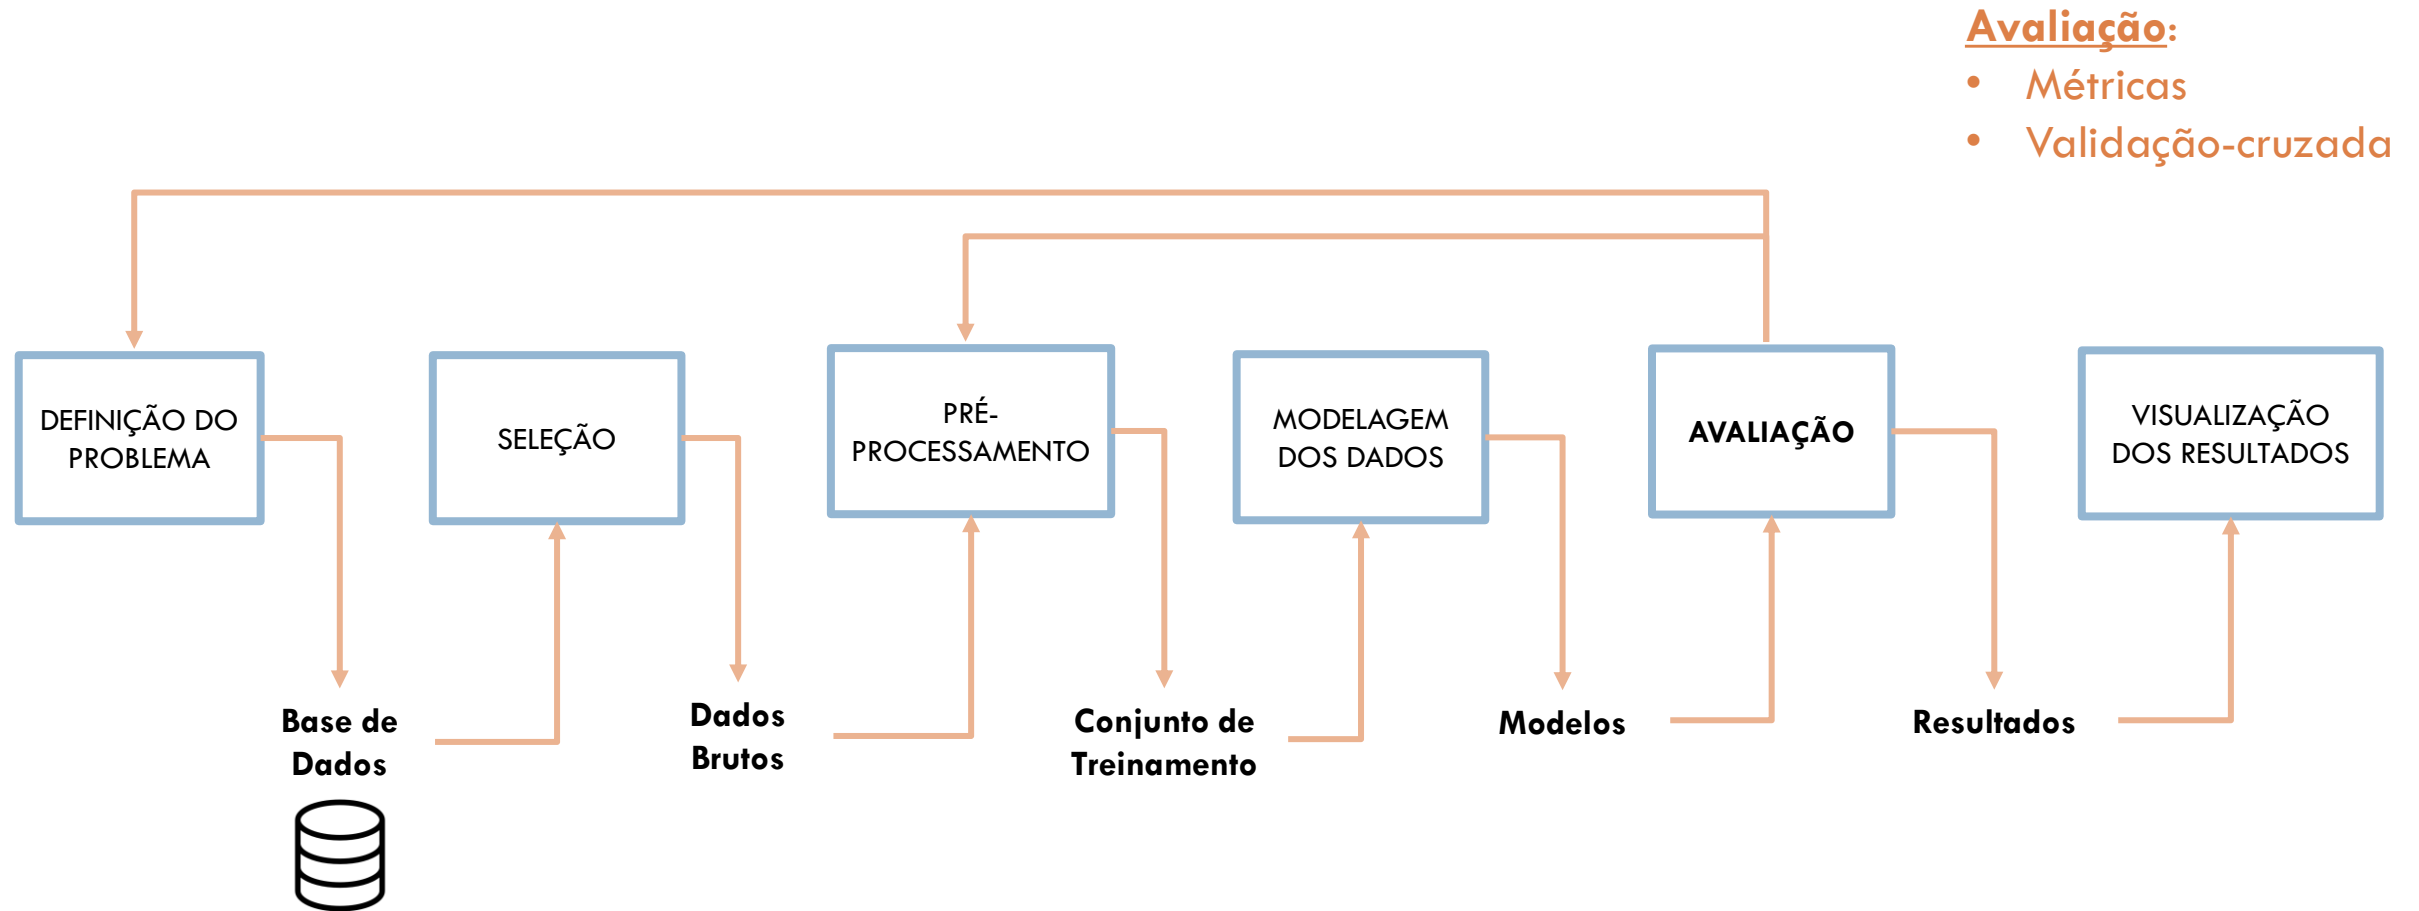 Avaliação:
• Métricas
• Validação-cruzada
DEFINIÇÃO DO
PROBLEMA
SELEÇÃO
PRÉ-
PROCESSAMENTO
MODELAGEM
DOS DADOS
AVALIAÇÃO
VISUALIZAÇÃO
DOS RESULTADOS
Base de
Dados
Dados
Brutos
Conjunto de
Treinamento
Modelos
Resultados